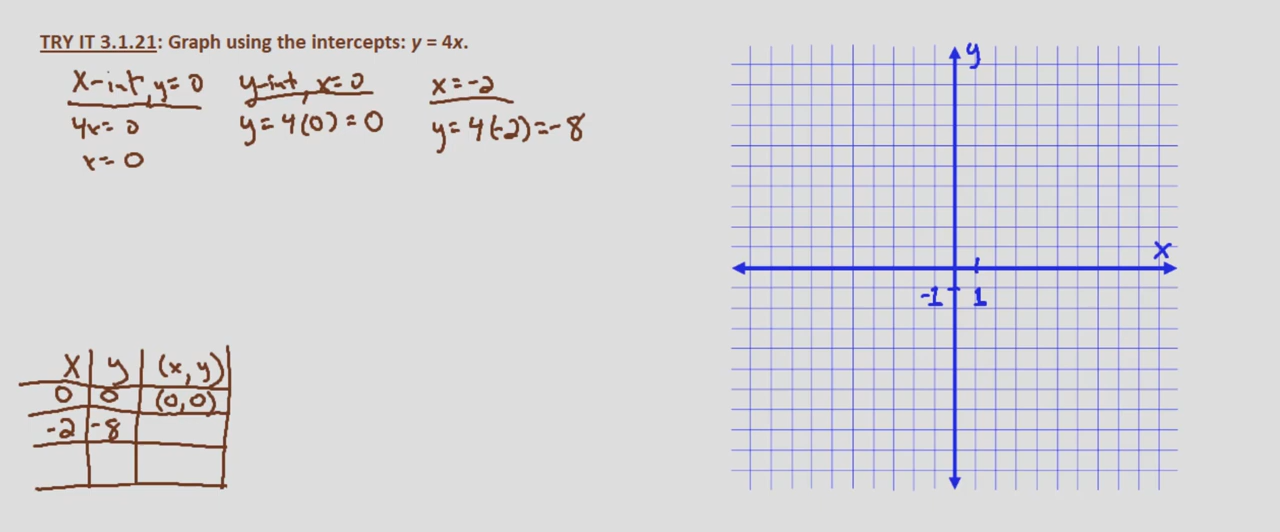 TRY IT 3.1.21: Graph using the intercepts: y = 4x.
x-int, y=0
4x=0
x=0
y-int, x=0
y=4(0)=0
x=-2
y=4(-2)=-8
y
x
-1 1
x y (x,y)
0 0 (0,0)
-2 -8